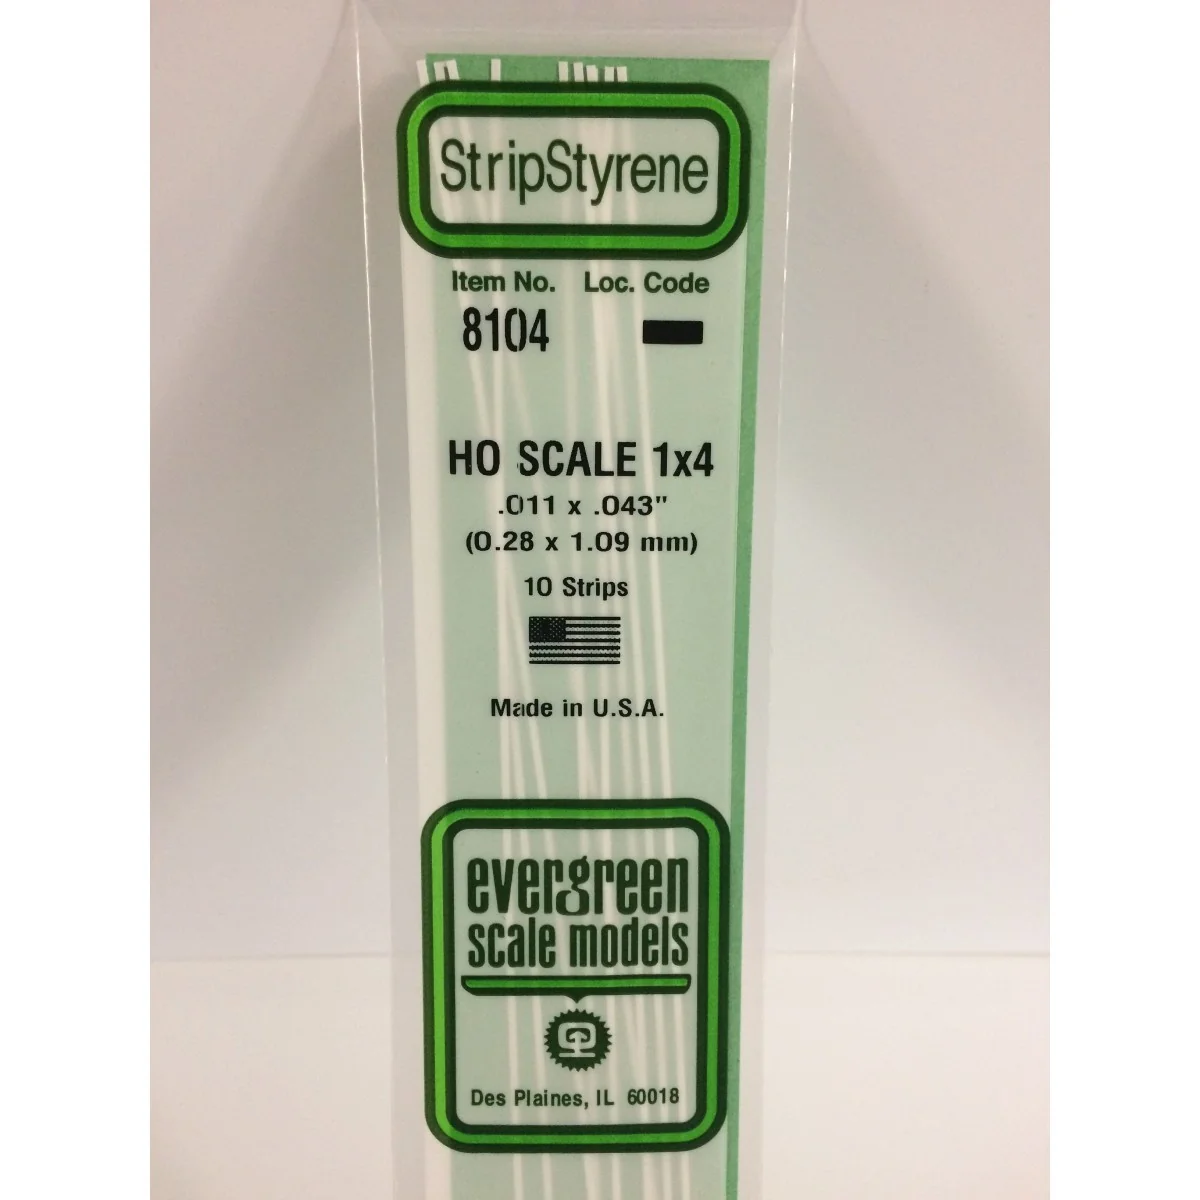 StripStyrene
Item No. Loc. Code
8104
HO SCALE 1x4
.011 x .043"
(0.28 x 1.09 mm)
10 Strips
Made in U.S.A.
evergreen
scale models
Des Plaines, IL 60018